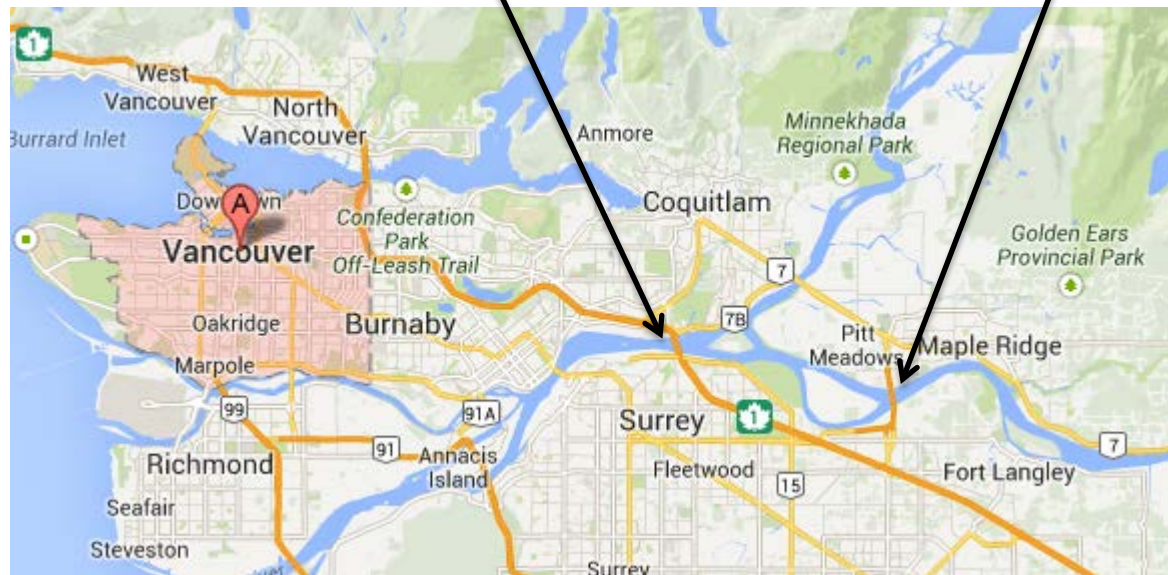 1
West
Vancouver
North
Vancouver
Burrard Inlet
Anmore
Minnekhada
Regional Park
Coquitlam
A
Confederation
Park
Off-Leash Trail
Vancouver
Golden Ears
Provincial Park
7
7B
Oakridge
Burnaby
Pitt
Meadows
Maple Ridge
Marpole
99
91A
Surrey
1
91
Annacis
Island
Richmond
Fleetwood
15
Fort Langley
7
Seafair
Steveston
Surrey